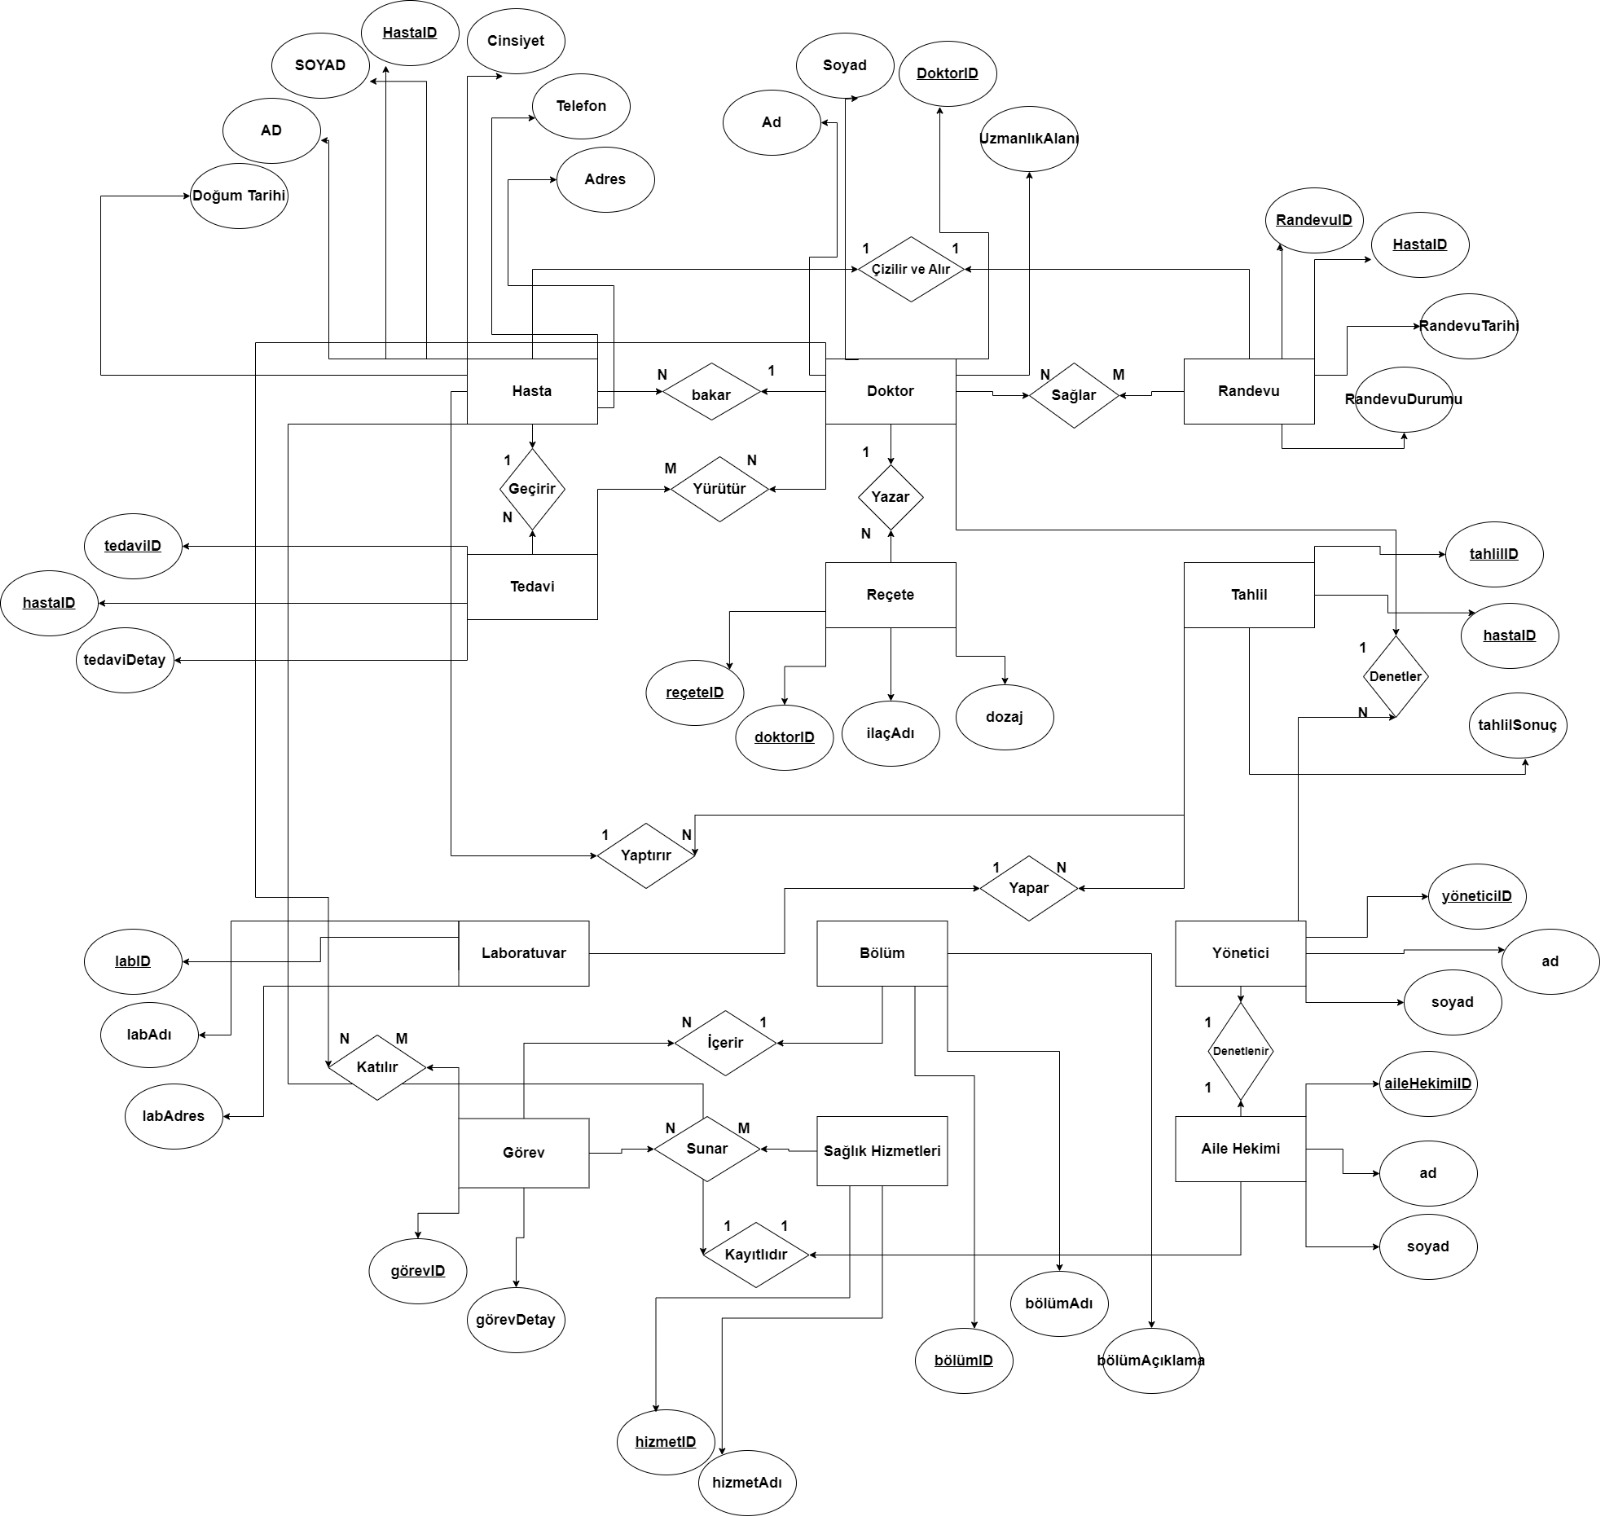 HastaID
Cinsiyet
SOYAD
Soyad
DoktorID
Telefon
Ad
AD
UzmanlıkAlanı
Adres
Doğum Tarihi
RandevuID
HastaID
1
1
Çizilir ve Alır
RandevuTarihi
N
1
N
M
Hasta
bakar
Doktor
Sağlar
Randevu
RandevuDurumu
1
M
N
1
Geçirir
Yürütür
Yazar
N
N
tedaviID
tahlilID
Tedavi
Reçete
Tahlil
hastaID
hastaID
1
tedaviDetay
Denetler
reçeteID
N
doktorID
ilaçAdı
dozaj
tahlilSonuç
1
N
Yaptırır
1
N
Yapar
yöneticiID
labID
Laboratuvar
Bölüm
Yönetici
ad
soyad
labAdı
N
M
N
1
1
İçerir
Denetlenir
Katılır
1
aileHekimiID
labAdres
N
M
Görev
Sunar
Sağlık Hizmetleri
Aile Hekimi
ad
1
1
Kayıtlıdır
soyad
görevID
görevDetay
bölümAdı
bölümID
bölümAçıklama
hizmetID
hizmetAdı